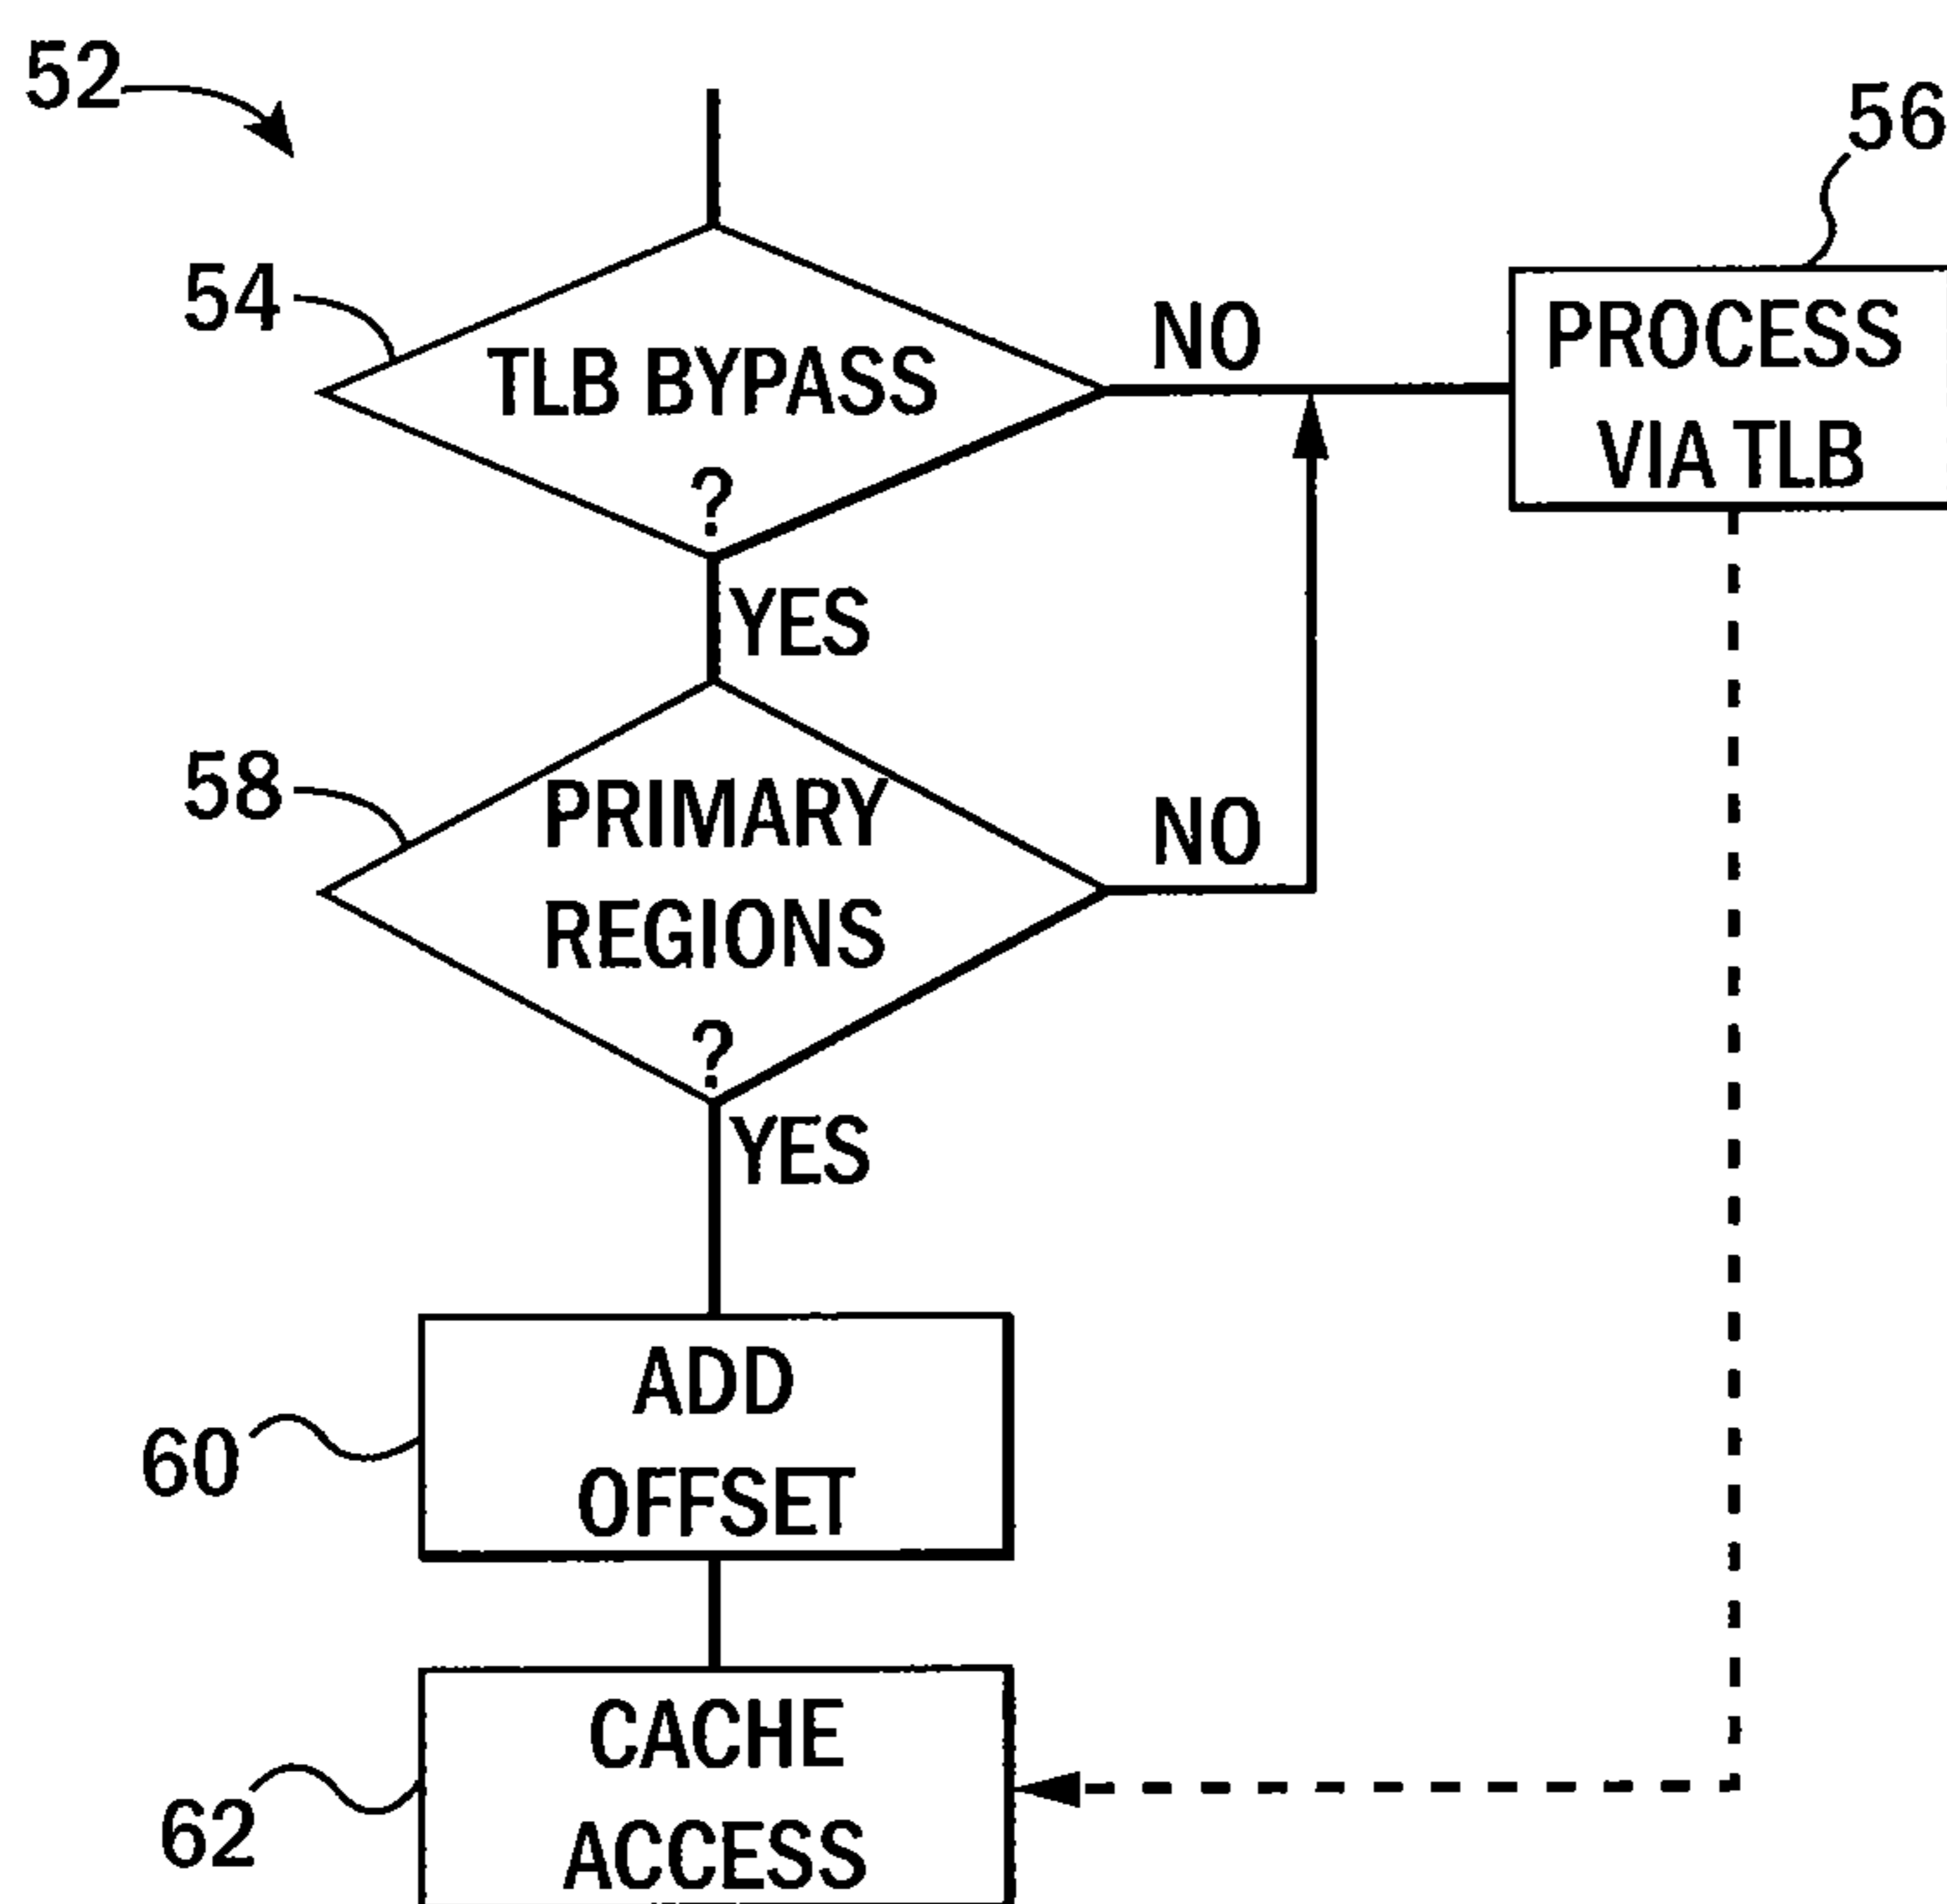 52
56
54
TLB BYPASS
?
NO
PROCESS
VIA TLB
YES
58
PRIMARY
REGIONS
?
NO
YES
60
ADD
OFFSET
62
CACHE
ACCESS